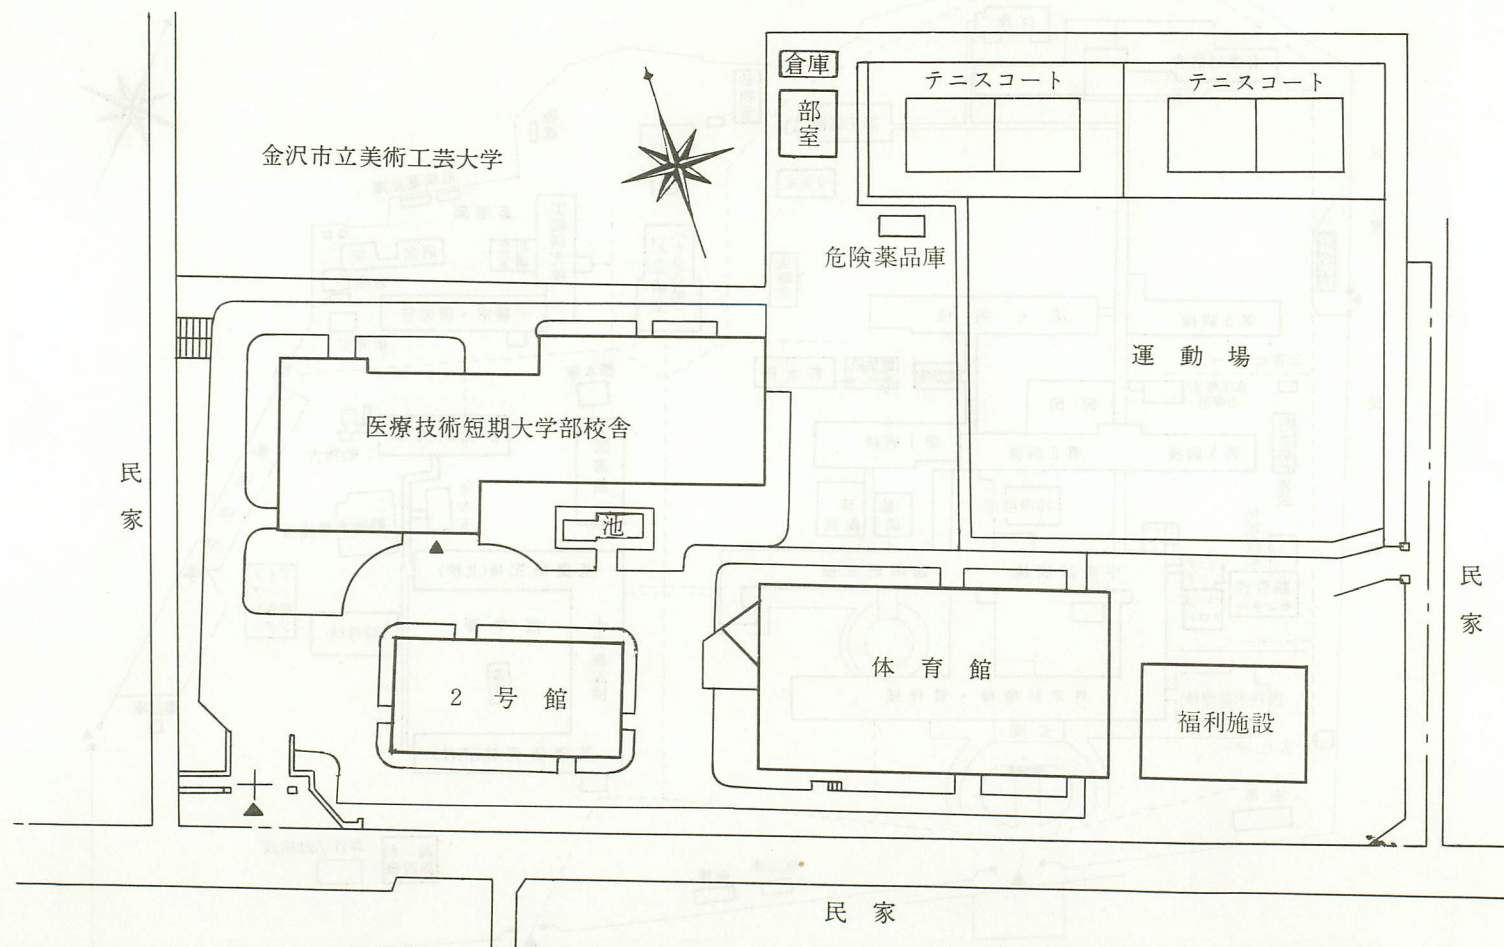 倉庫
部室
テニスコート
テニスコート
金沢市立美術工芸大学
危険薬品庫
運動場
医療技術短期大学部校舎
民家
池
民家
体育館
2号館
福利施設
民家